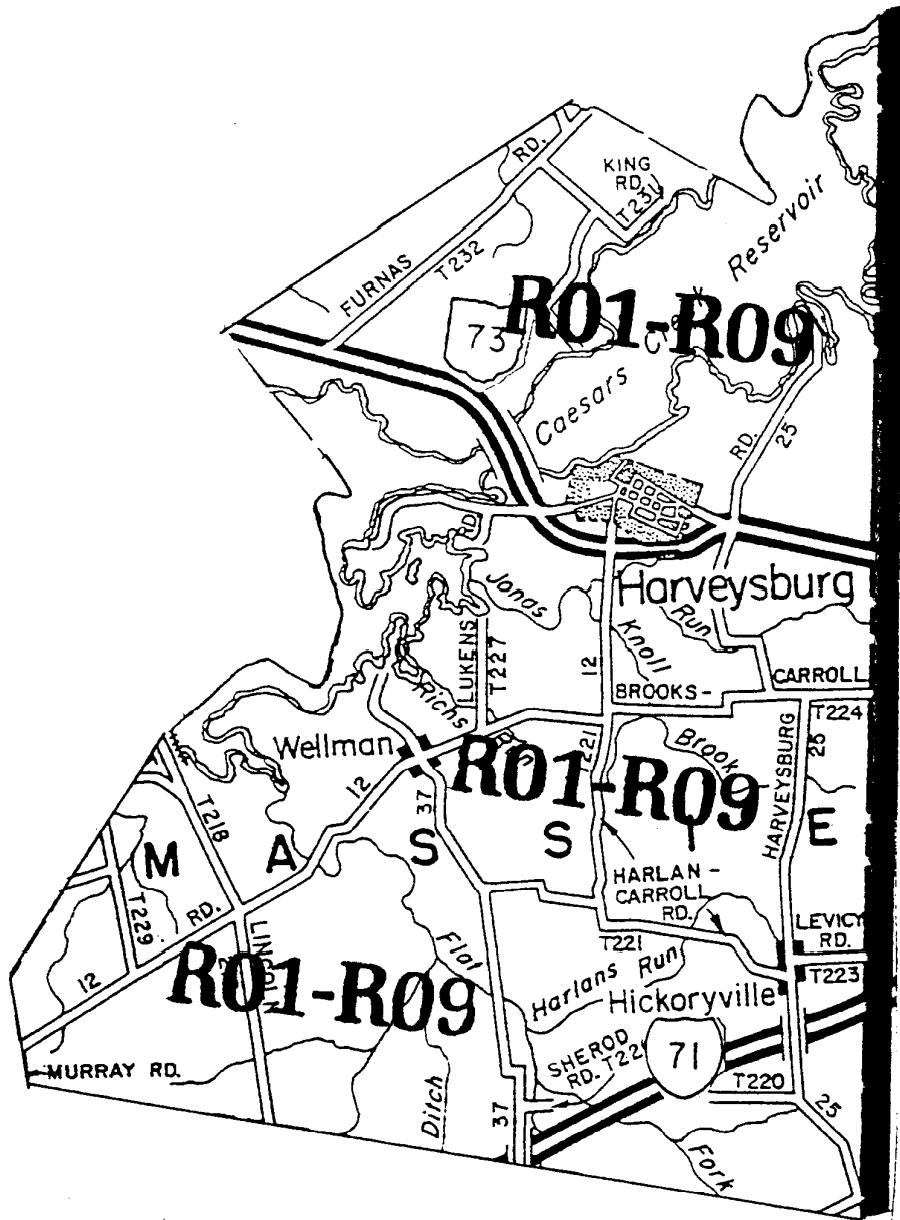 RD.
KING
RD.
T231
Reservoir
FURNAS
T232
R01-R09
73
Caesars
RD.
25
RD
Harveysburg
Jonas
Run
Knoll
LUKENS
T227
12
CARROLL
BROOKS-
T224
Richs
Wellman
T221
Brook
HARVEYSBURG
25
R01-R09
12
37
T218
M A S S E
HARLAN -
CARROLL
RD.
T229
RD.
LINCOLN
LEVICY
RD.
T221
T223
Flat
Harlans Run
R01-R09
12
Hickoryville
SHEROD
RD.
71
MURRAY RD.
T220
25
Ditch
37
Fork